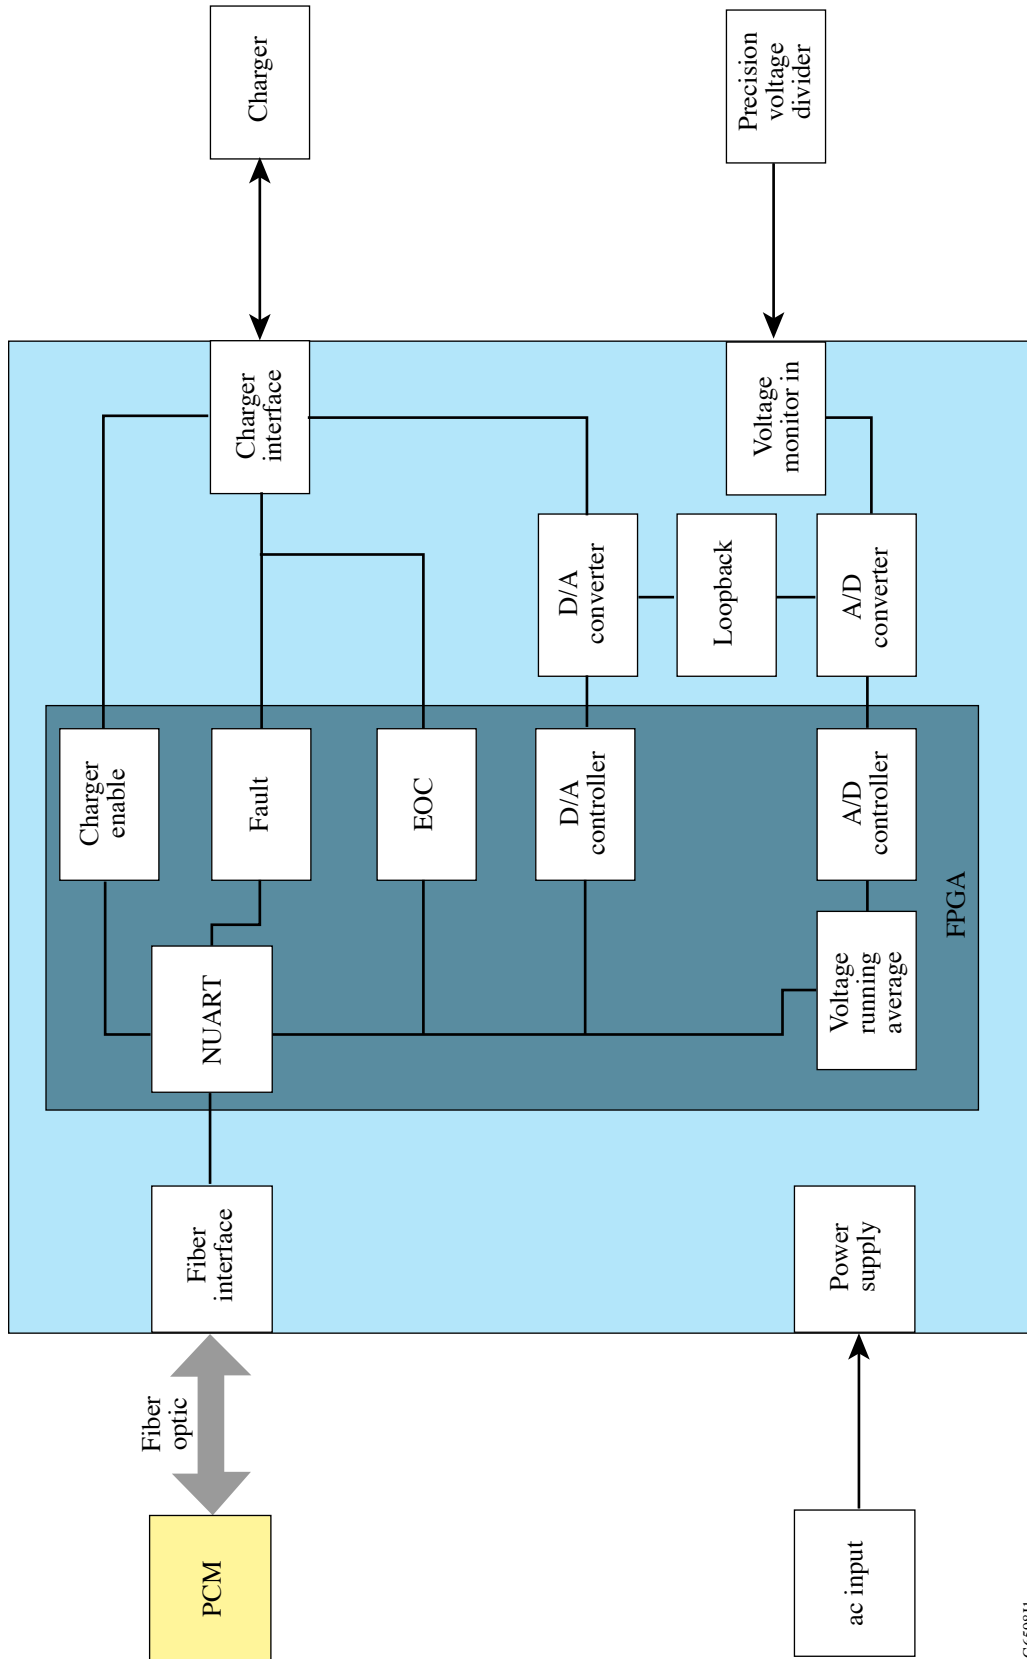 PCM
Fiber
optic
Fiber
interface
NUART
Charger
enable
Fault
EOC
D/A
controller
A/D
controller
Voltage
running
average
FPGA
D/A
converter
Loopback
A/D
converter
Charger
interface
Voltage
monitor in
Charger
Precision
voltage
divider
ac input
Power
supply